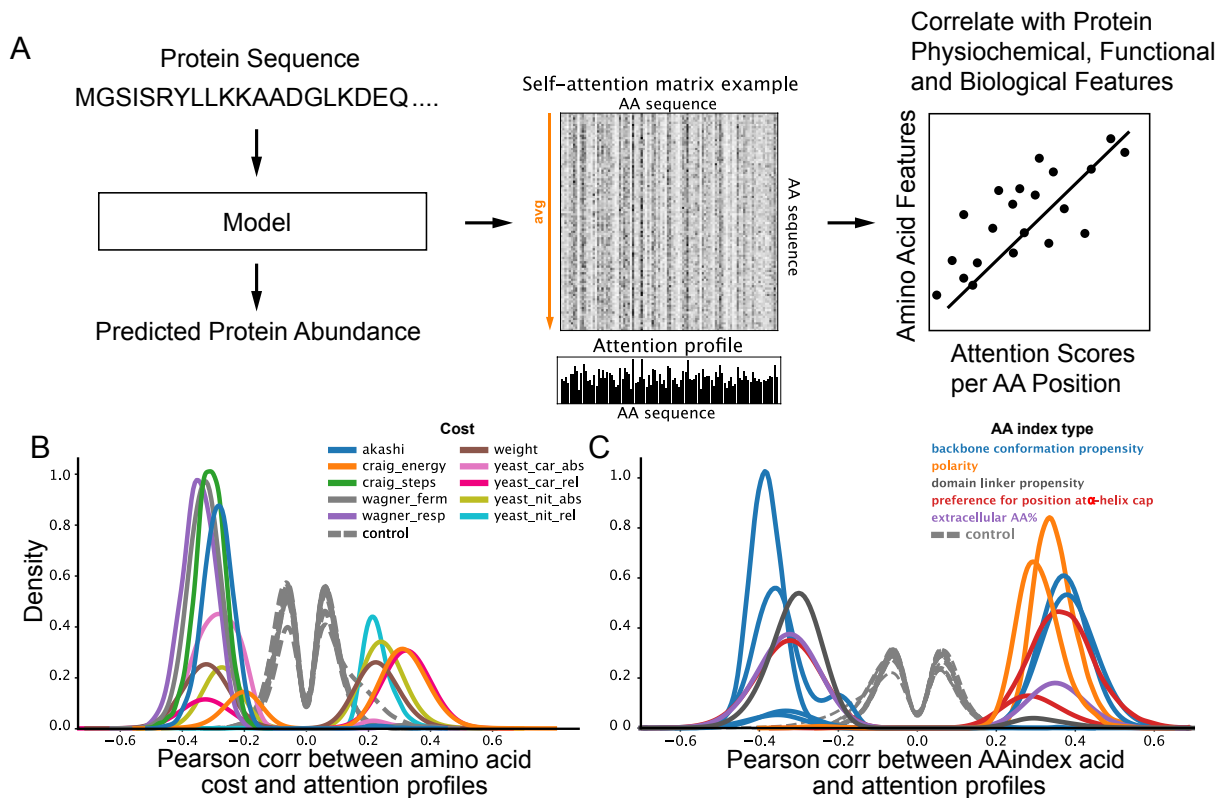 A
Protein Sequence
MGSISRYLLKKAADGLKDEQ ....
Model
Predicted Protein Abundance
Self-attention matrix example
AA sequence
avg
AA sequence
Attention profile
AA sequence
Correlate with Protein
Physiochemical, Functional
and Biological Features
Amino Acid Features
Attention Scores
per AA Position
B
Cost
akashi
craig_energy
craig_steps
wagner_ferm
wagner_resp
control
weight
yeast_car_abs
yeast_car_rel
yeast_nit_abs
yeast_nit_rel
Density
1.0
0.8
0.6
0.4
0.2
0.0
−0.6
−0.4
−0.2
0.0
0.2
0.4
0.6
Pearson corr between amino acid
cost and attention profiles
C
AA index type
backbone conformation propensity
polarity
domain linker propensity
preference for position atα-helix cap
extracellular AA%
control
1.0
0.8
0.6
0.4
0.2
0.0
−0.6
−0.4
−0.2
0.0
0.2
0.4
0.6
Pearson corr between AAindex acid
and attention profiles